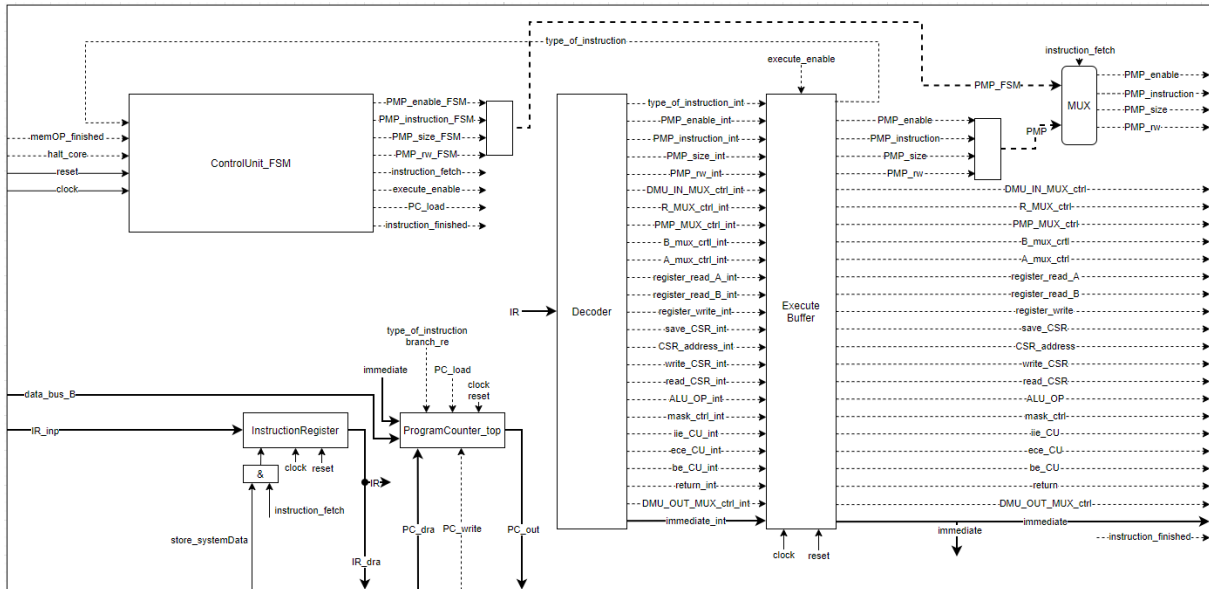 type_of_instruction
memOP_finished
halt_core
reset
clock
ControlUnit_FSM
PMP_enable_FSM
PMP_instruction_FSM
PMP_size_FSM
PMP_rw_FSM
instruction_fetch
execute_enable
PC_load
instruction_finished
IR
Decoder
type_of_instruction_int
PMP_enable_int
PMP_instruction_int
PMP_size_int
PMP_rw_int
DMU_IN_MUX_ctrl_int
R_MUX_ctrl_int
PMP_MUX_ctrl_int
B_mux_crtl_int
A_mux_ctrl_int
register_read_A_int
register_read_B_int
register_write_int
save_CSR_int
CSR_address_int
write_CSR_int
read_CSR_int
ALU_OP_int
mask_ctrl_int
iie_CU_int
ece_CU_int
be_CU_int
return_int
DMU_OUT_MUX_ctrl_int
immediate_int
execute_enable
Execute
Buffer
clock
reset
PMP_enable
PMP_instruction
PMP_size
PMP_rw
PMP_FSM
PMP
instruction_fetch
MUX
PMP_enable
PMP_instruction
PMP_size
PMP_rw
DMU_IN_MUX_ctrl
R_MUX_ctrl
PMP_MUX_ctrl
B_mux_crtl
A_mux_ctrl
register_read_A
register_read_B
register_write
save_CSR
CSR_address
write_CSR
read_CSR
ALU_OP
mask_ctrl
iie_CU
ece_CU
be_CU
return
DMU_OUT_MUX_ctrl
immediate
immediate
instruction_finished
type_of_instruction
branch_re
immediate
PC_load
clock
reset
data_bus_B
IR_inp
InstructionRegister
ProgramCounter_top
clock
reset
&
IR
instruction_fetch
store_systemData
IR_dra
PC_dra
PC_write
PC_out